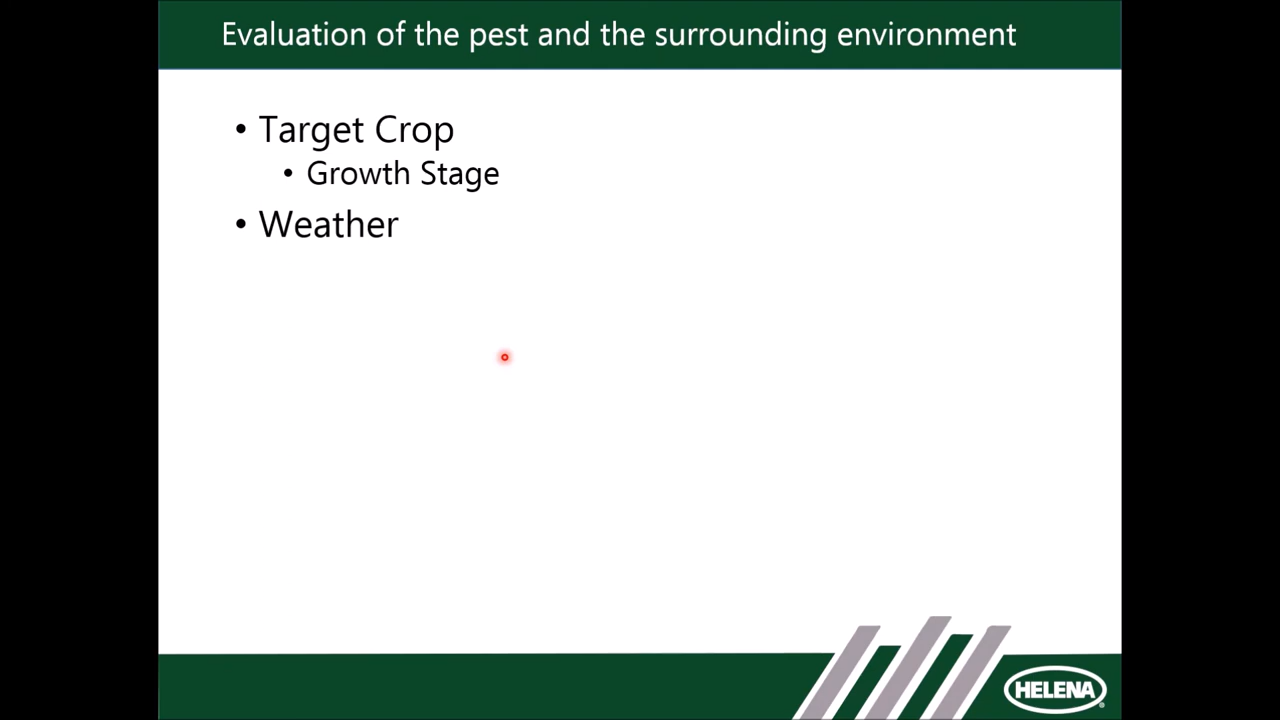 Evaluation of the pest and the surrounding environment
• Target Crop
• Growth Stage
• Weather
HELENA®